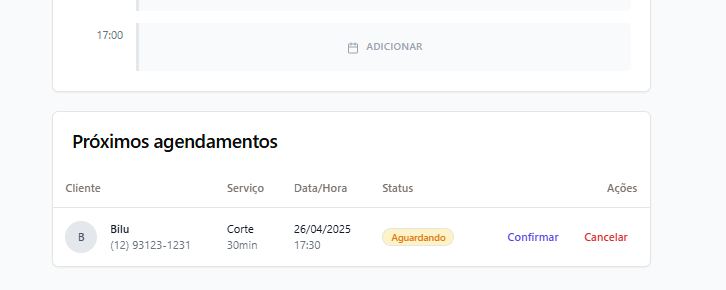 17:00
ADICIONAR
Próximos agendamentos
Cliente Serviço Data/Hora Status Ações
B Bilu Corte 26/04/2025 Aguardando Confirmar Cancelar
(12) 93123-1231 30min 17:30